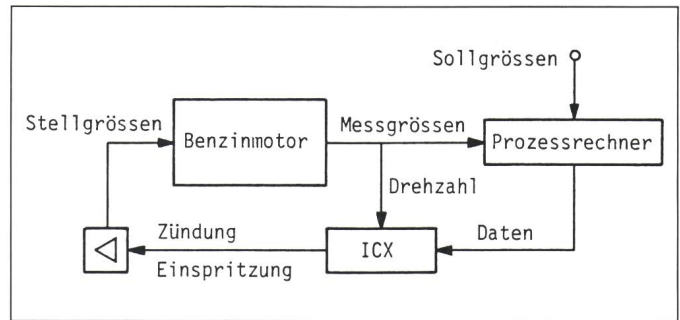 Sollgrössen
Stellgrössen
Benzinmotor
Messgrössen
Prozessrechner
Drehzahl
Zündung
ICX
Daten
Einspritzung